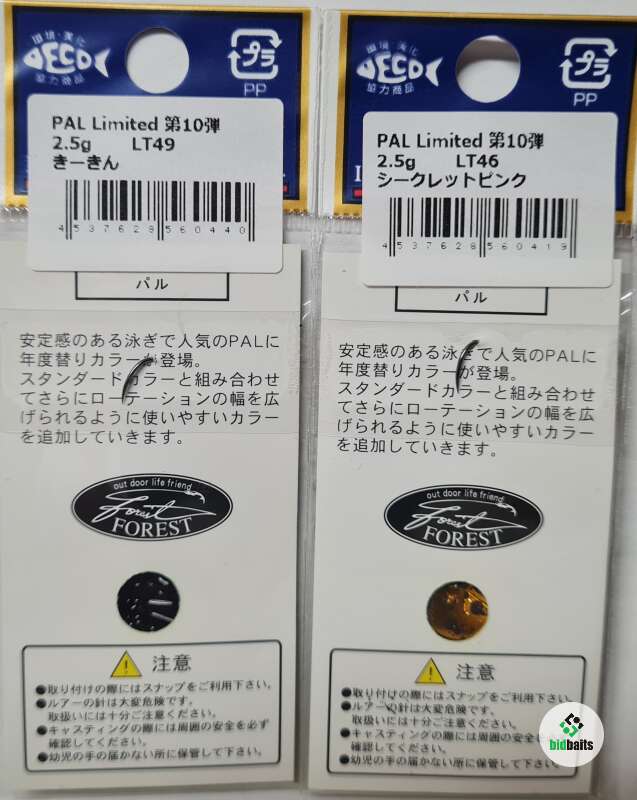 環境・美化
DECO
協力商品
プラ
PP
PAL Limited 第10弾
2.5g LT49
きーきん
4 537628 560440
パル
安定感のある泳ぎで人気のPALに
年度替りカラーが登場。
スタンダードカラーと組み合わせ
てさらにローテーションの幅を広
げられるように使いやすいカラー
を追加していきます。
out door life friend
Forest
FOREST
注意
●取り付けの際にはスナップをご利用下さい。
●ルアーの針は大変危険です。
取扱いには十分ご注意ください。
●キャスティングの際には周囲の安全を必ず
確認してください。
●幼児の手の届かない所に保管して下さい。
環境・美化
DECO
協力商品
プラ
PP
PAL Limited 第10弾
2.5g LT46
シークレットピンク
4 537628 560419
パル
安定感のある泳ぎで人気のPALに
年度替りカラーが登場。
スタンダードカラーと組み合わせ
てさらにローテーションの幅を広
げられるように使いやすいカラー
を追加していきます。
out door life friend
Forest
FOREST
注意
●取り付けの際にはスナップをご利用下さい。
●ルアーの針は大変危険です。
取扱いには十分ご注意ください。
●キャスティングの際には周囲の安全を
確認してください。
●幼児の手の届かない所に保管して下
bidbaits